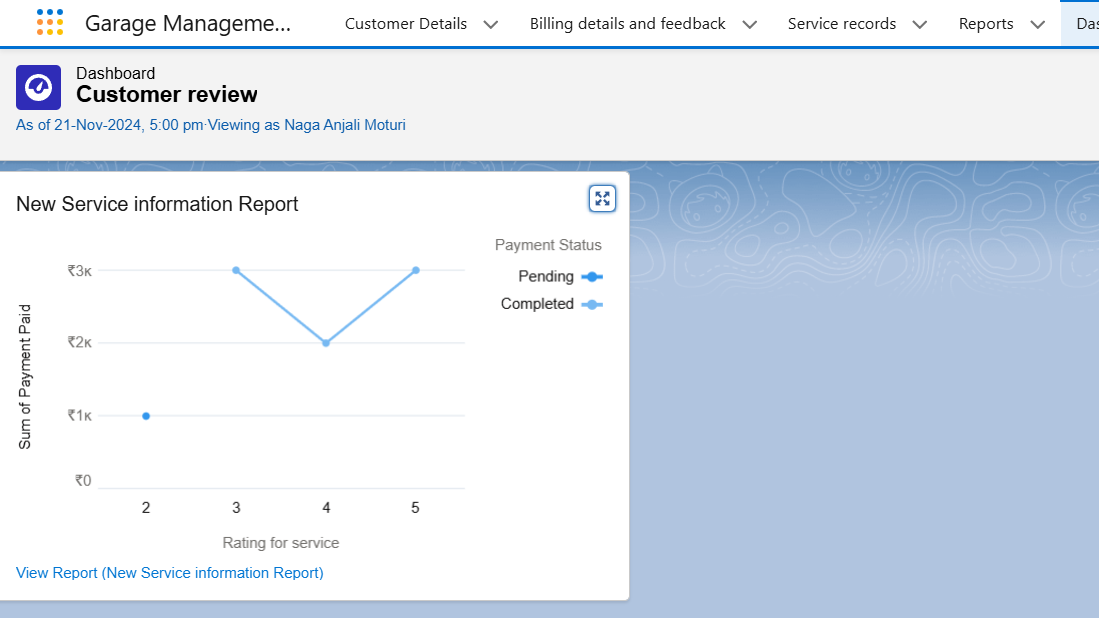 Garage Manageme...
Customer Details
Billing details and feedback
Service records
Reports
Das
Dashboard
Customer review
As of 21-Nov-2024, 5:00 pm·Viewing as Naga Anjali Moturi
New Service information Report
Payment Status
Pending
Completed
Sum of Payment Paid
₹3K
₹2K
₹1K
₹0
2 3 4 5
Rating for service
View Report (New Service information Report)